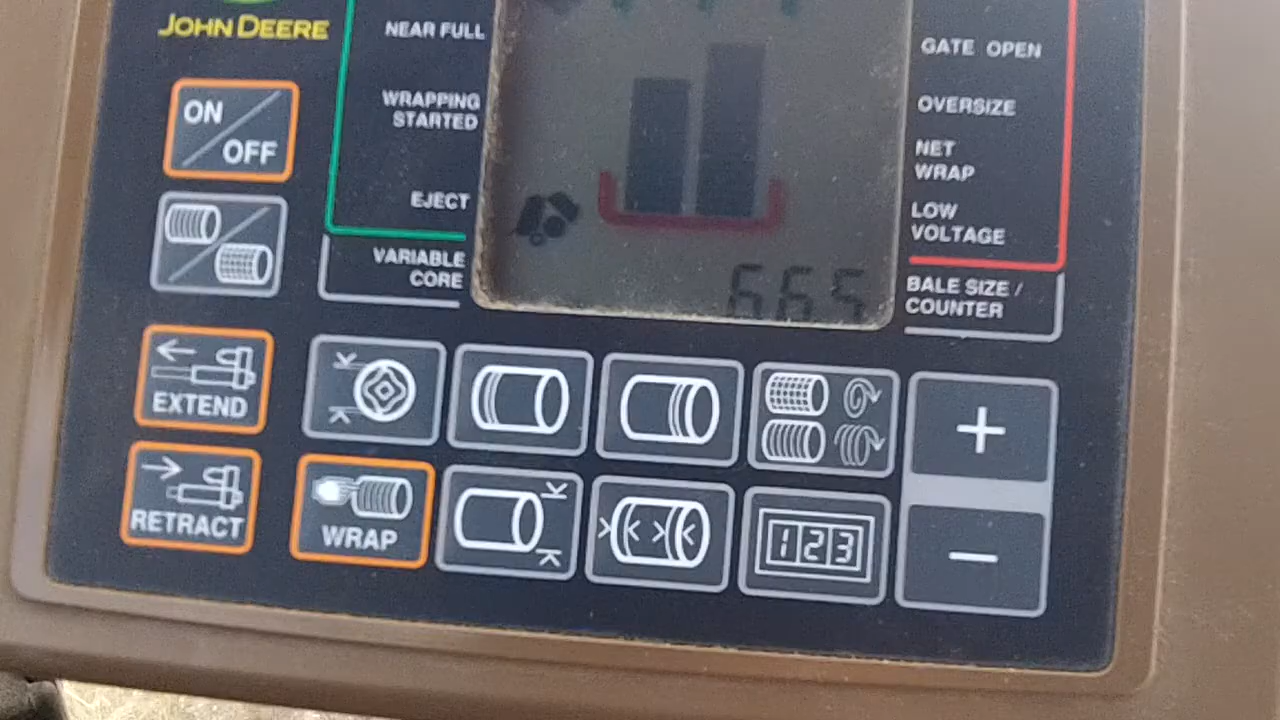 JOHN DEERE
NEAR FULL
WRAPPING
STARTED
EJECT
VARIABLE
CORE
GATE OPEN
OVERSIZE
NET
WRAP
LOW
VOLTAGE
BALE SIZE /
COUNTER
665
ON
OFF
EXTEND
RETRACT
WRAP
123
+
−